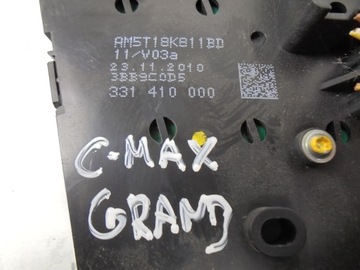 AM5T18K811BD
11/V03a
23.11.2010
3BB9C0D5
331 410 000
C-MAX
GRAND